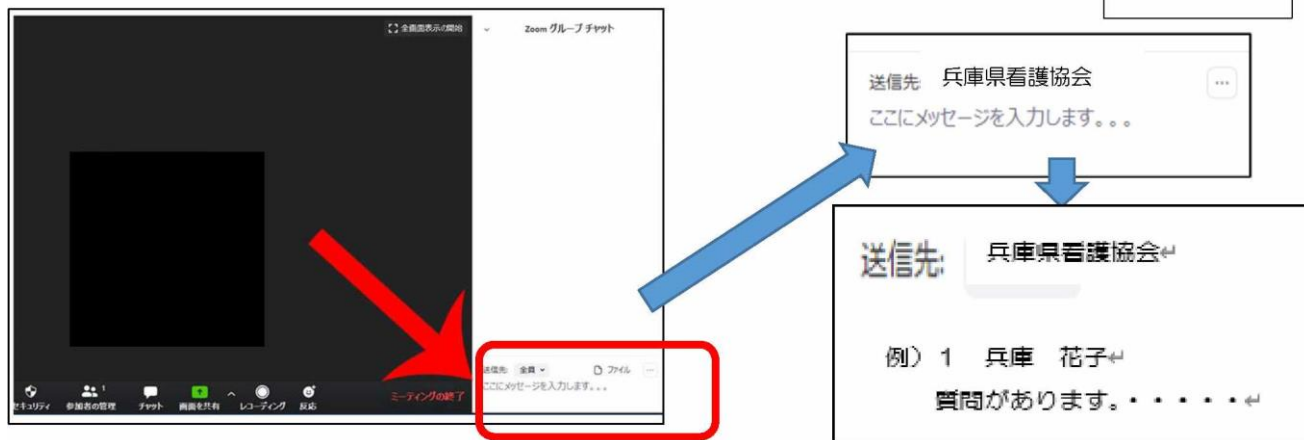 全画面表示の開始
Zoom グループ チャット
送信先: 全員
ファイル
ここにメッセージを入力します。。。
セキュリティ
参加者の管理
1
チャット
画面を共有
レコーディング
反応
ミーティングの終了
送信先: 兵庫県看護協会
ここにメッセージを入力します。。。
送信先: 兵庫県看護協会↵
例）1 兵庫 花子↵
質問があります。・・・・・↵